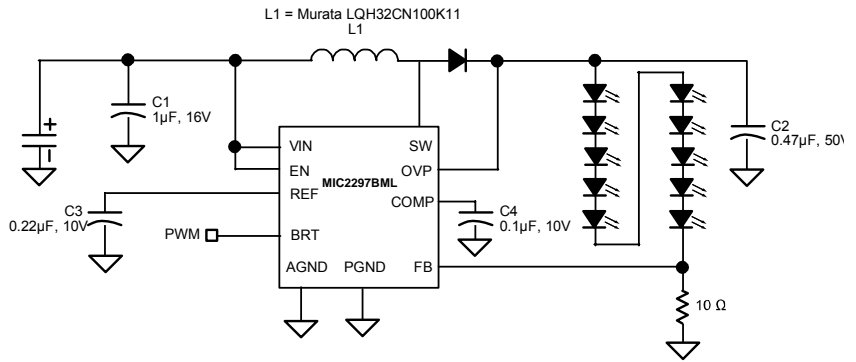 L1 = Murata LQH32CN100K11
L1
C1
1µF, 16V
+
–
VIN
SW
EN
OVP
MIC2297BML
REF
COMP
C2
0.47µF, 50V
C3
0.22µF, 10V
C4
0.1µF, 10V
PWM
BRT
AGND
PGND
FB
10 Ω